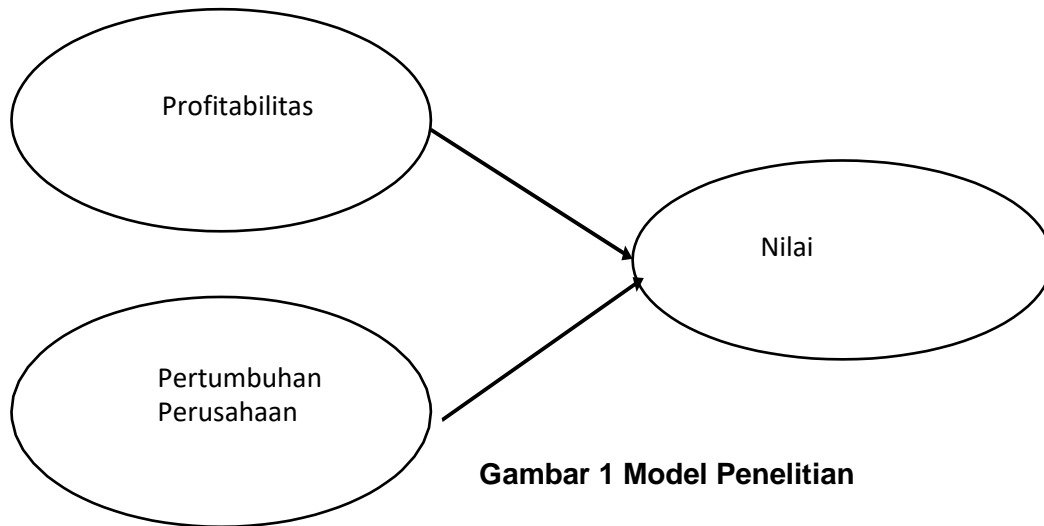 Profitabilitas
Nilai
Pertumbuhan
Perusahaan
Gambar 1 Model Penelitian